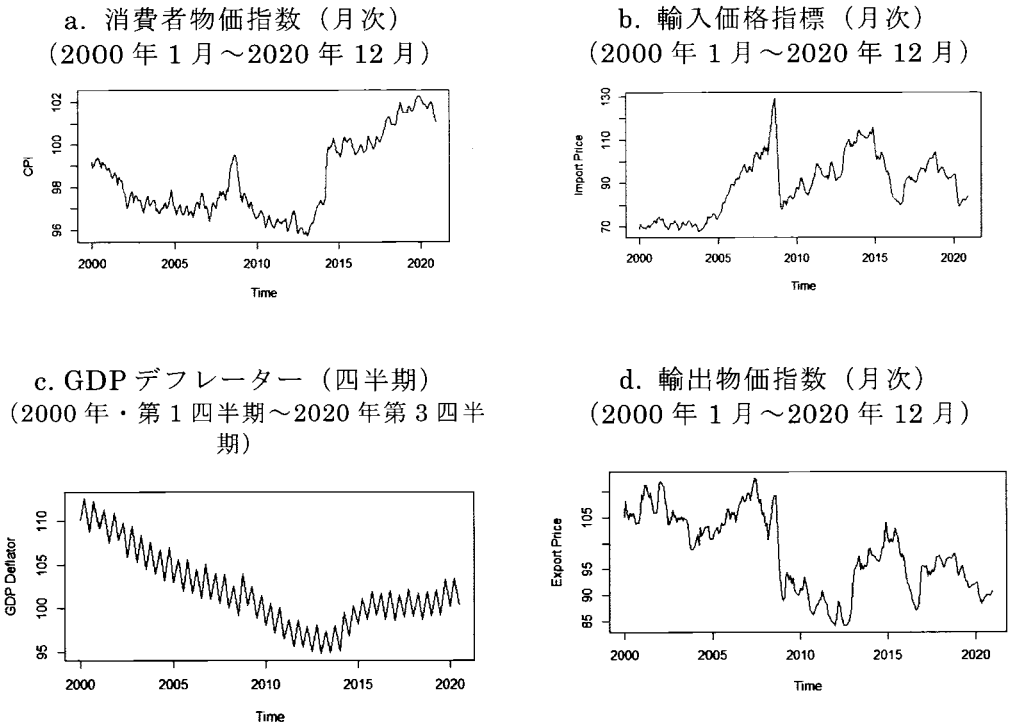 a. 消費者物価指数（月次）
（2000 年 1 月～2020 年 12 月）
102
100
98
96
CPI
2000 2005 2010 2015 2020
Time
b. 輸入価格指標（月次）
（2000 年 1 月～2020 年 12 月）
130
110
90
70
Import Price
2000 2005 2010 2015 2020
Time
c. GDP デフレーター（四半期）
（2000 年・第 1 四半期～2020 年第 3 四半
期）
110
105
100
95
GDP Deflator
2000 2005 2010 2015 2020
Time
d. 輸出物価指数（月次）
（2000 年 1 月～2020 年 12 月）
105
95
90
85
Export Price
2000 2005 2010 2015 2020
Time